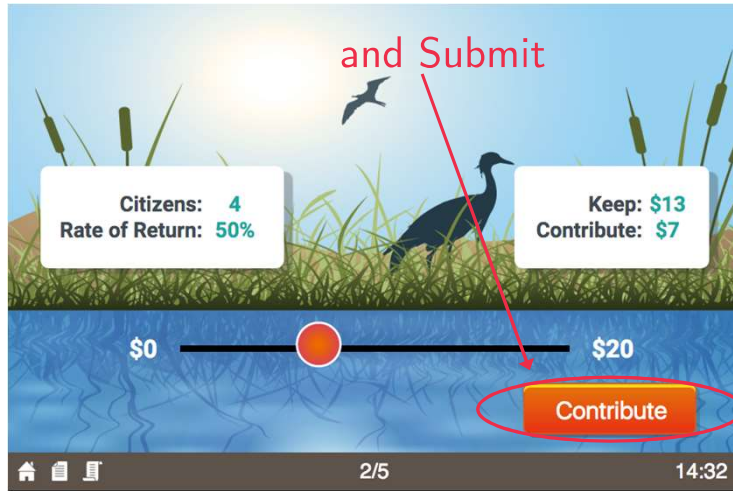 and Submit
Citizens: 4
Rate of Return: 50%
Keep: $13
Contribute: $7
$0
$20
Contribute
2/5
14:32